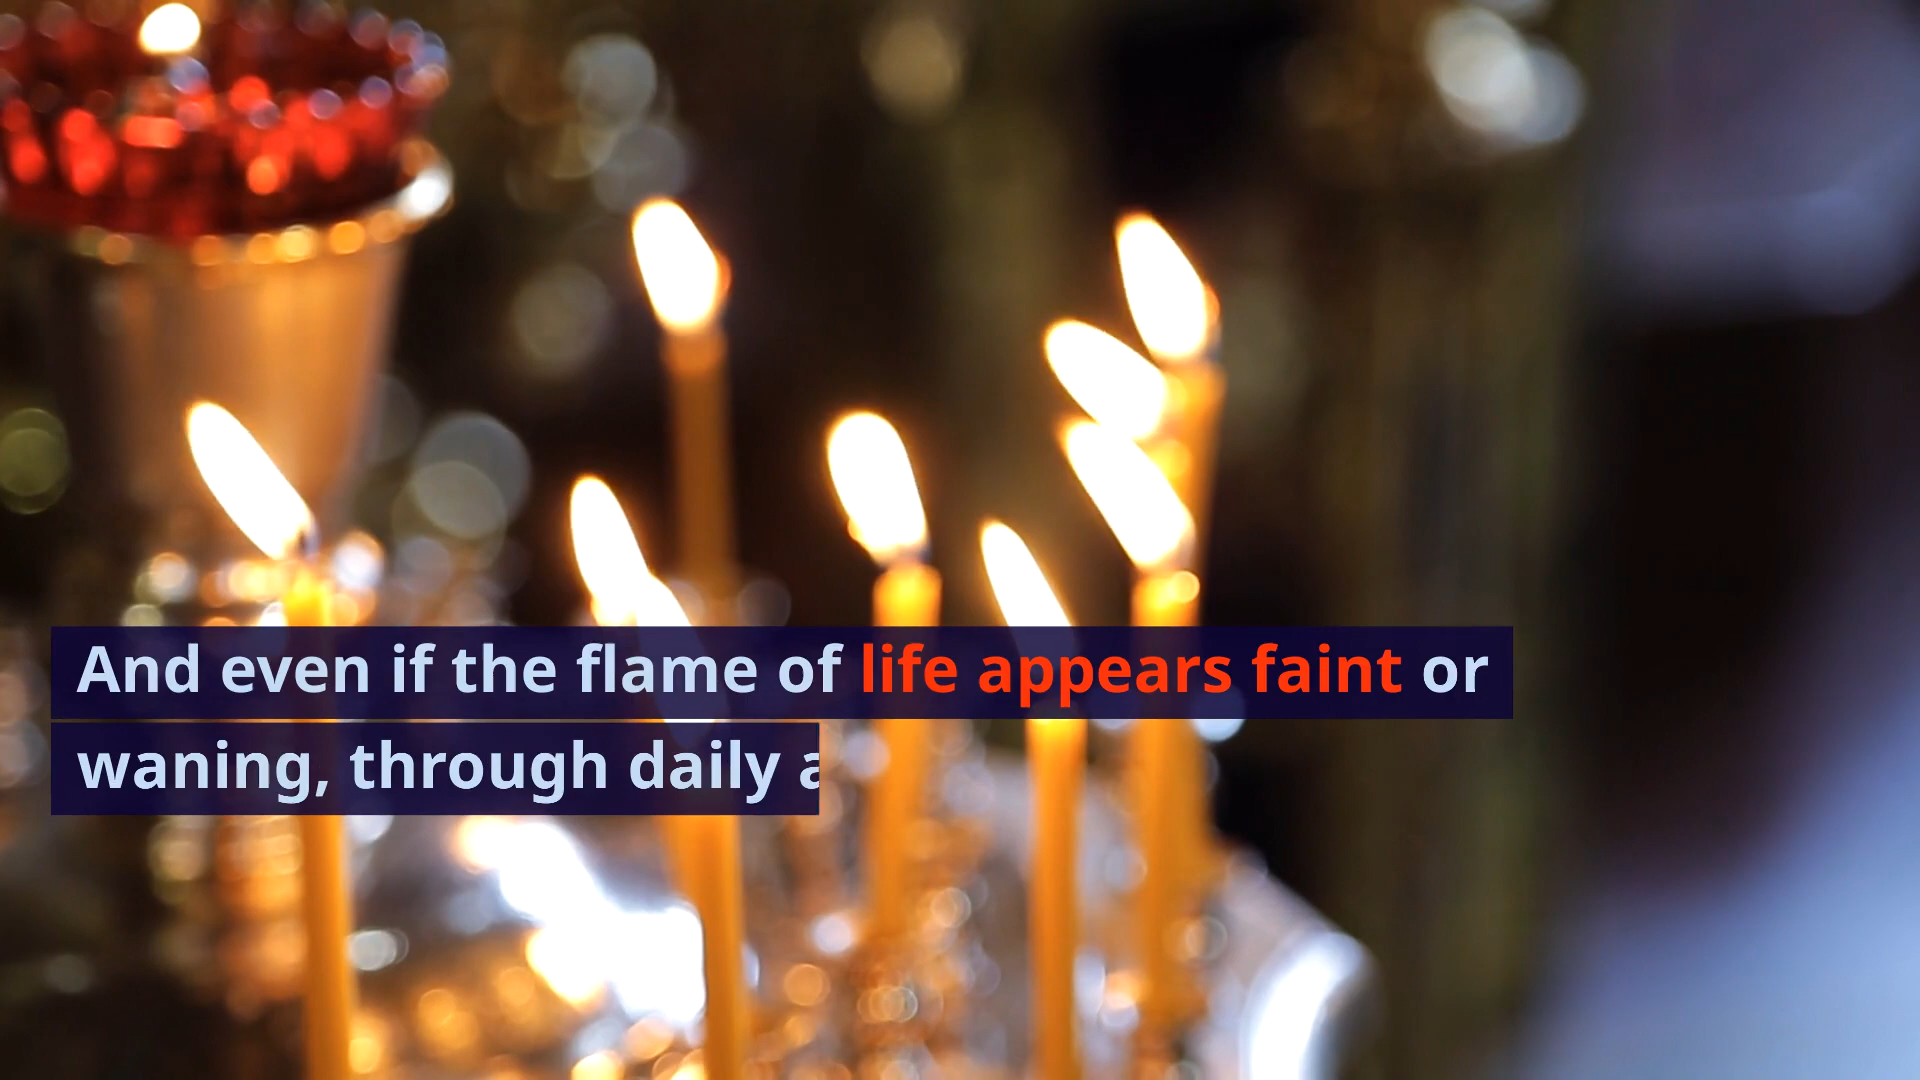 And even if the flame of life appears faint or
waning, through daily